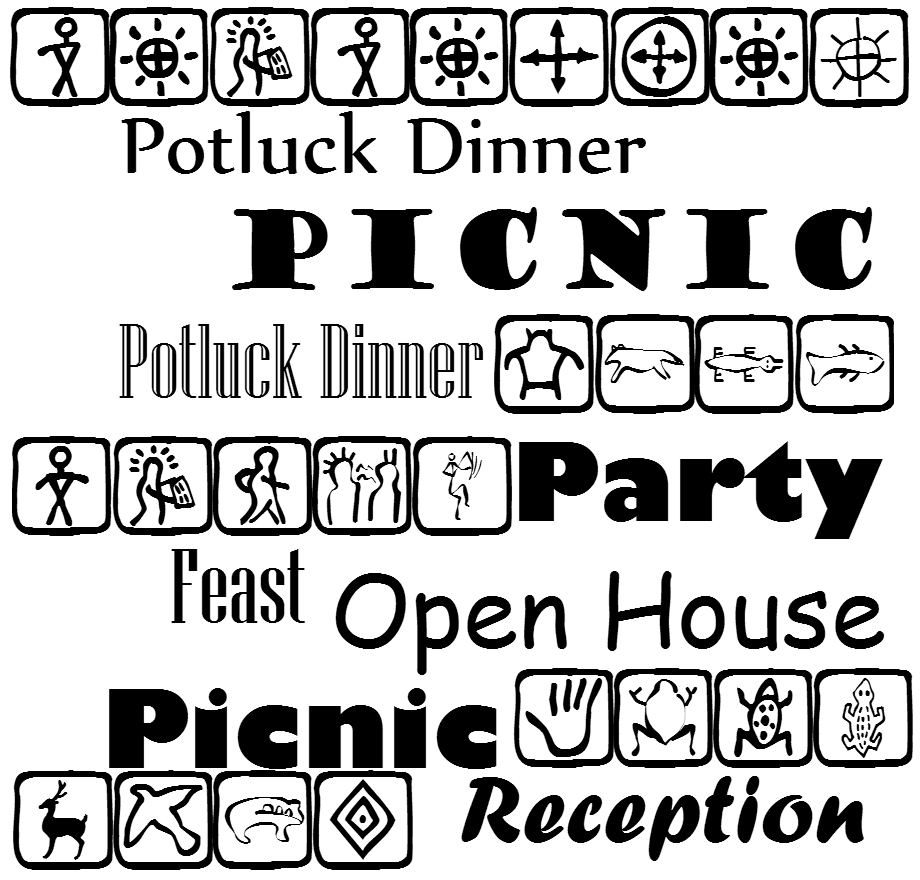 Potluck Dinner
PICNIC
Potluck Dinner
Party
Feast Open House
Picnic
Reception